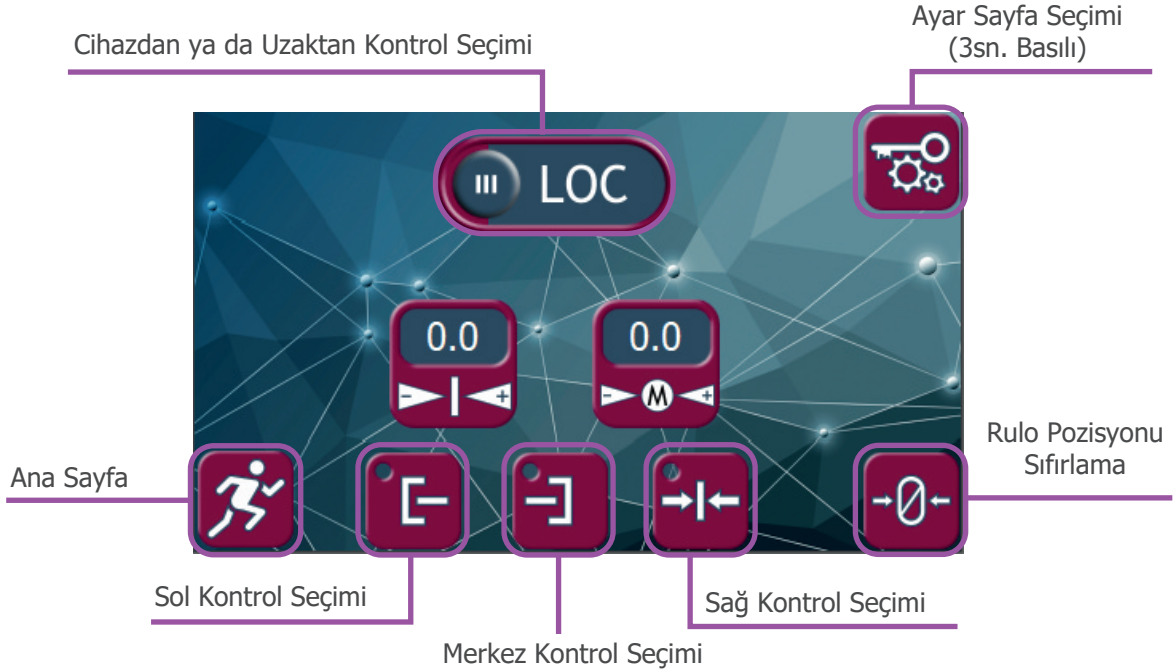 Ayar Sayfa Seçimi
(3sn. Basılı)
Cihazdan ya da Uzaktan Kontrol Seçimi
LOC
0.0
0.0
- +
- M +
Rulo Pozisyonu
Sıfırlama
Ana Sayfa
0
Sol Kontrol Seçimi
Sağ Kontrol Seçimi
Merkez Kontrol Seçimi